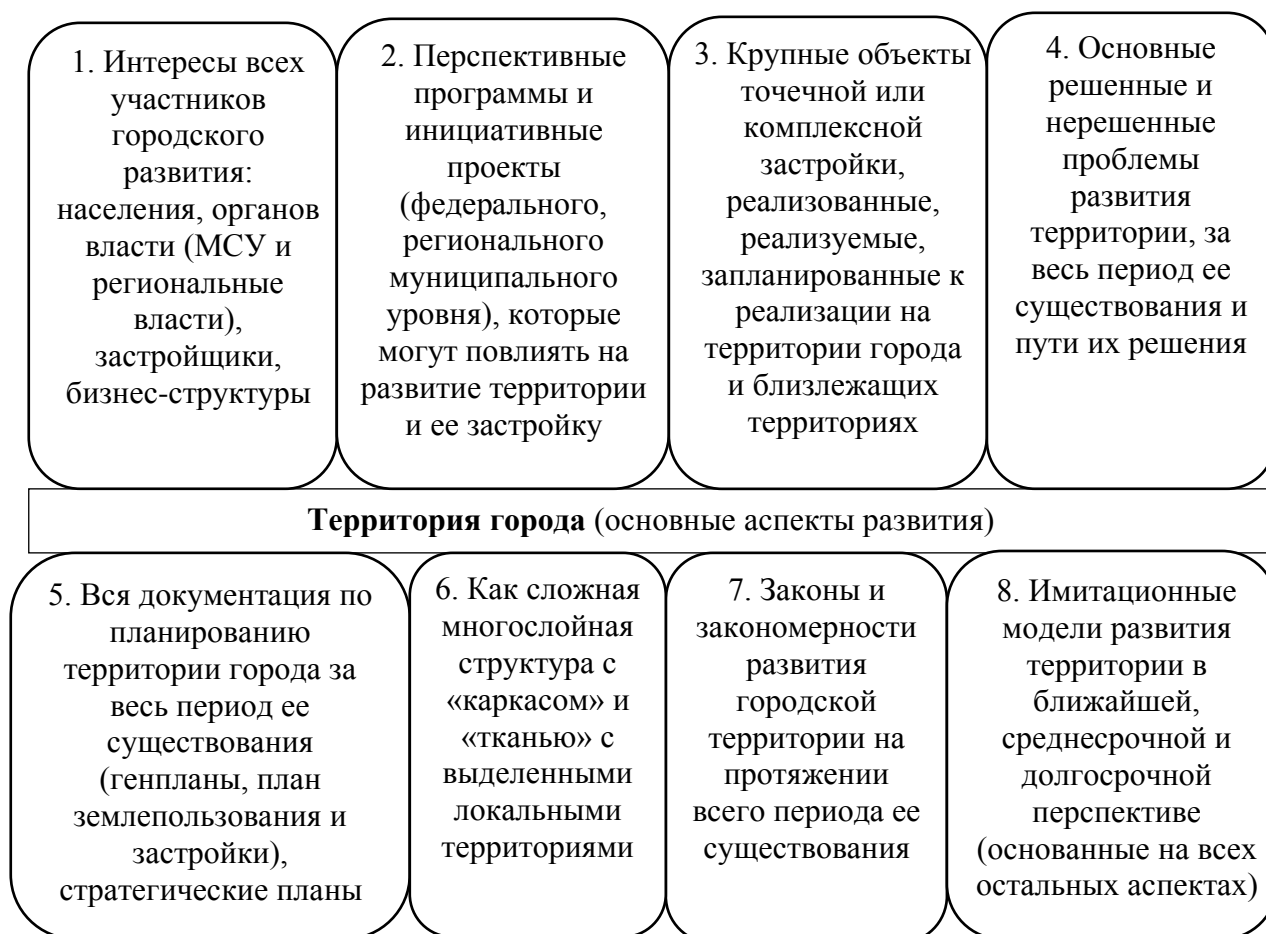 1. Интересы всех
участников
городского
развития:
населения, органов
власти (МСУ и
региональные
власти),
застройщики,
бизнес-структуры
2. Перспективные
программы и
инициативные
проекты
(федерального,
регионального
муниципального
уровня), которые
могут повлиять на
развитие территории
и ее застройку
3. Крупные объекты
точечной или
комплексной
застройки,
реализованные,
реализуемые,
запланированные к
реализации на
территории города
и близлежащих
территориях
4. Основные
решенные и
нерешенные
проблемы
развития
территории, за
весь период ее
существования и
пути их решения
Территория города (основные аспекты развития)
5. Вся документация по
планированию
территории города за
весь период ее
существования
(генпланы, план
землепользования и
застройки),
стратегические планы
6. Как сложная
многослойная
структура с
«каркасом» и
«тканью» с
выделенными
локальными
территориями
7. Законы и
закономерности
развития
городской
территории на
протяжении
всего периода ее
существования
8. Имитационные
модели развития
территории в
ближайшей,
среднесрочной и
долгосрочной
перспективе
(основанные на всех
остальных аспектах)